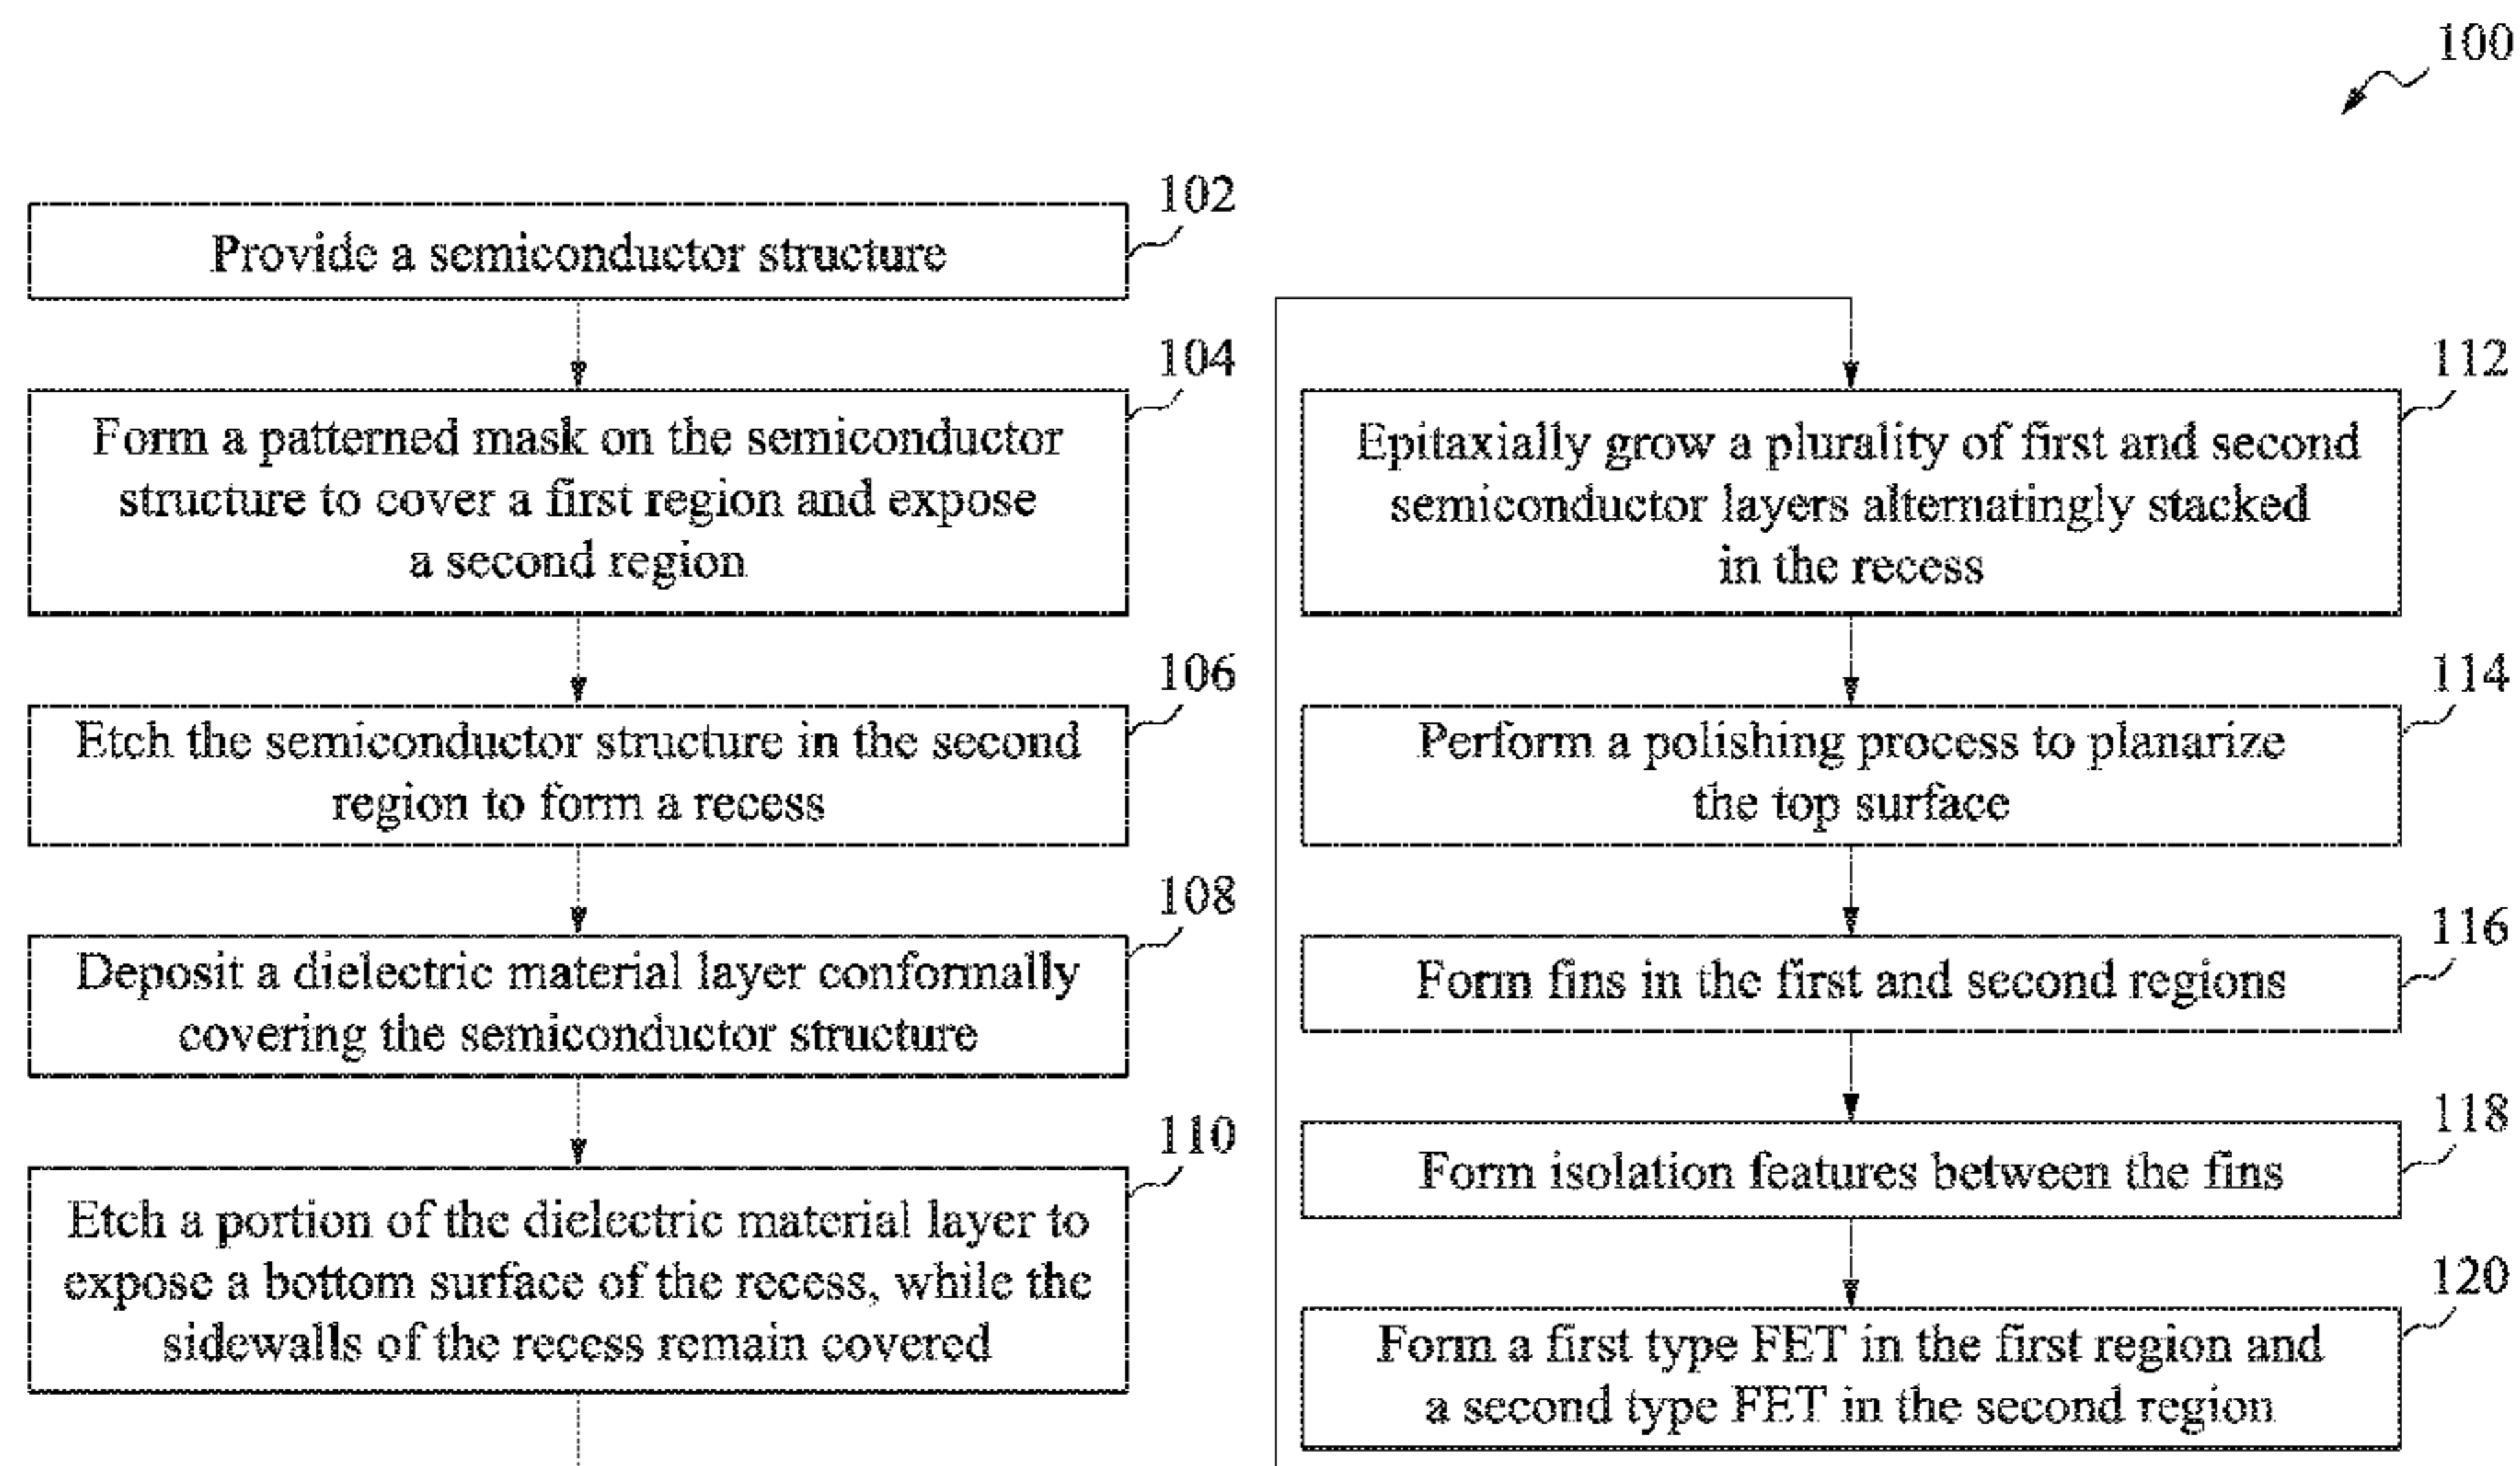 100
102
Provide a semiconductor structure
104
Form a patterned mask on the semiconductor
structure to cover a first region and expose
a second region
106
Etch the semiconductor structure in the second
region to form a recess
108
Deposit a dielectric material layer conformally
covering the semiconductor structure
110
Etch a portion of the dielectric material layer to
expose a bottom surface of the recess, while the
sidewalls of the recess remain covered
112
Epitaxially grow a plurality of first and second
semiconductor layers alternatingly stacked
in the recess
114
Perform a polishing process to planarize
the top surface
116
Form fins in the first and second regions
118
Form isolation features between the fins
120
Form a first type FET in the first region and
a second type FET in the second region